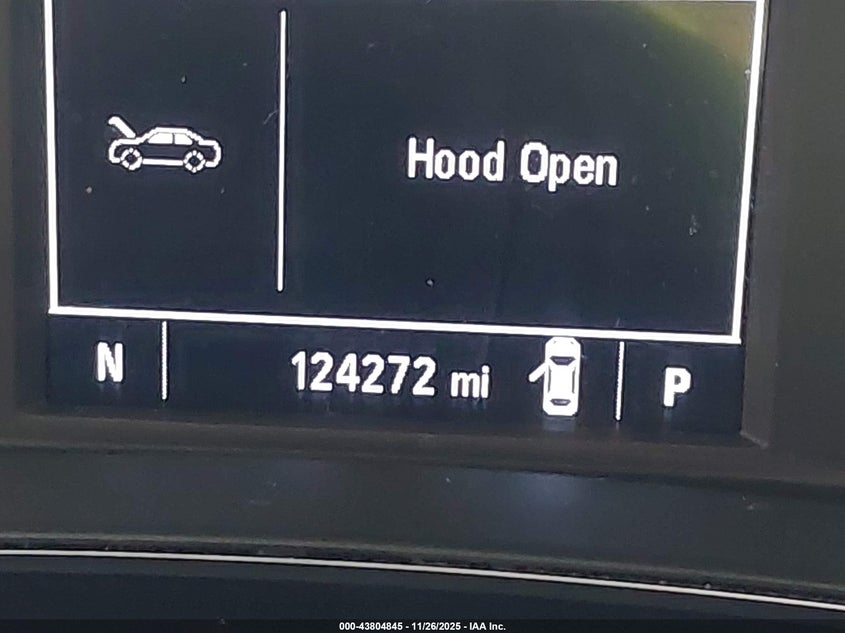 Hood Open
N 124272 mi P
000-43804845 - 11/26/2025 - IAA Inc.